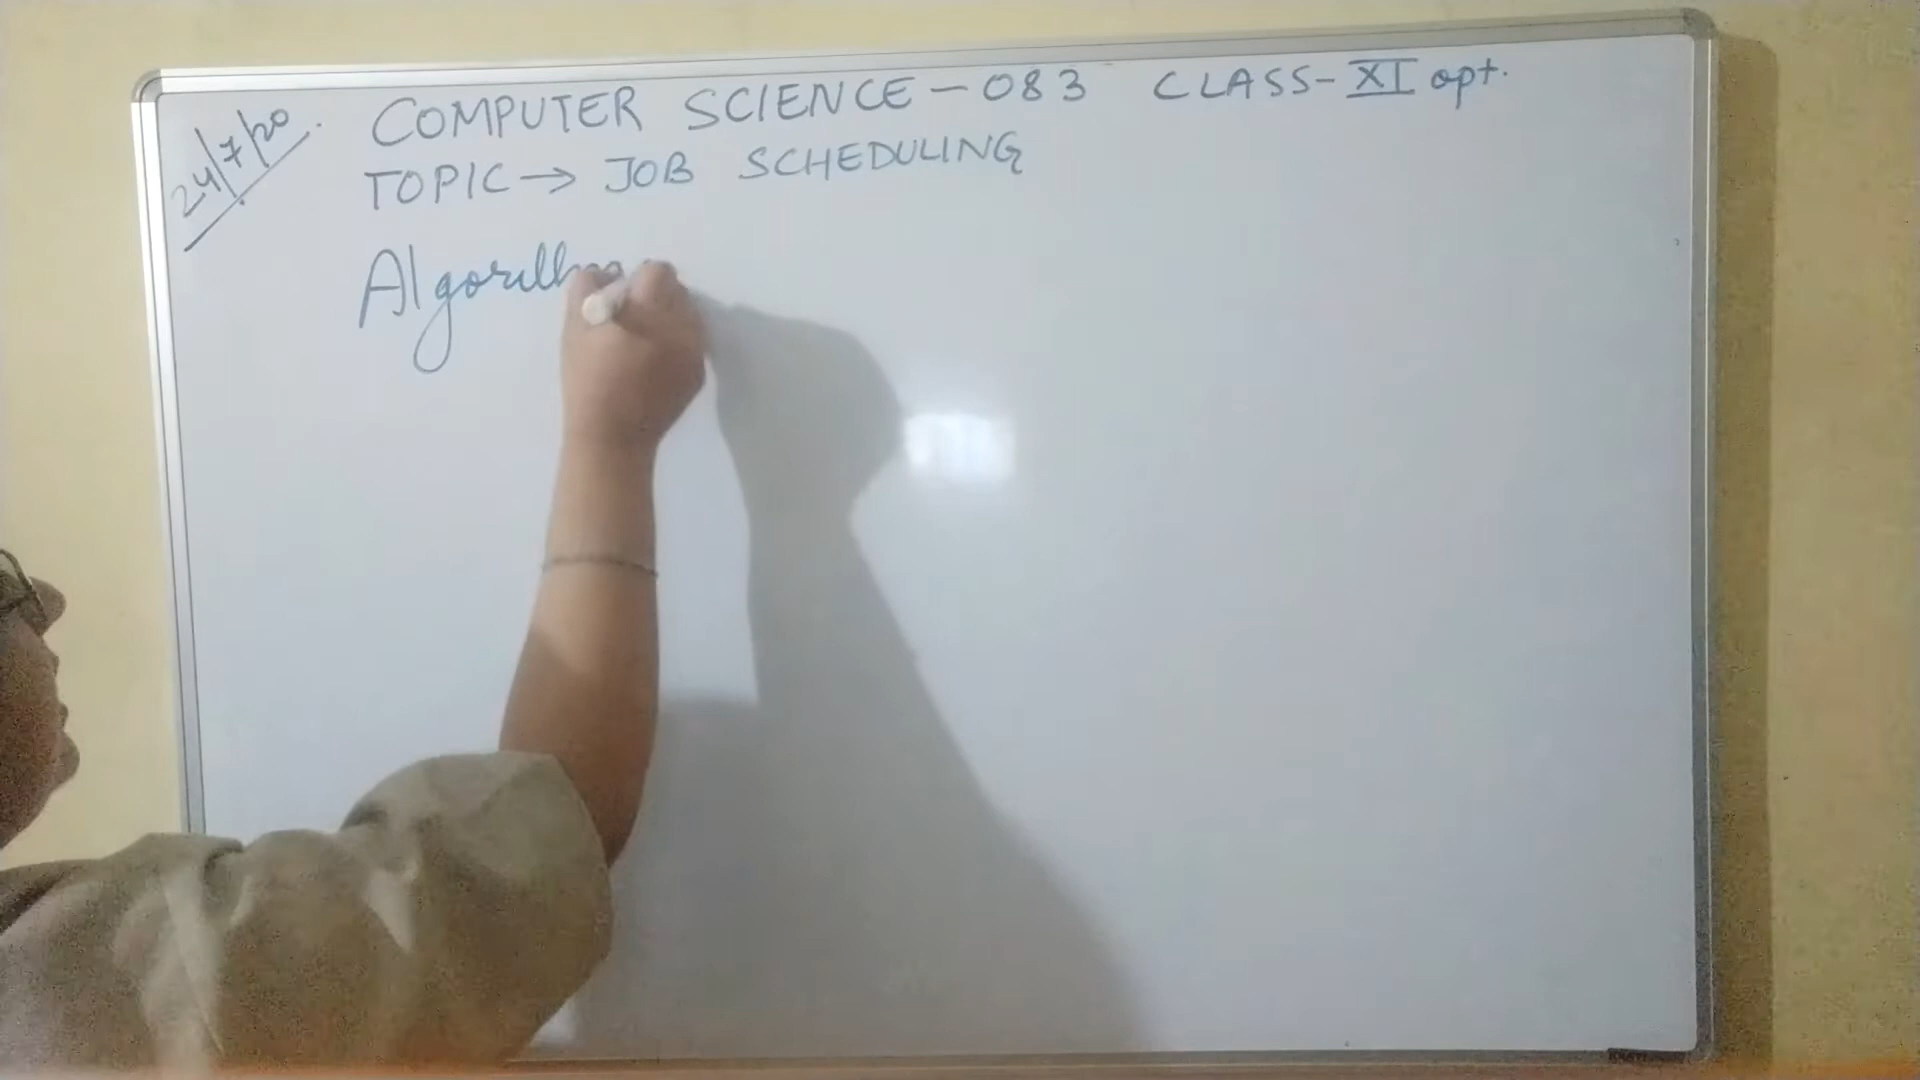 24/7/20.
COMPUTER SCIENCE - 083 CLASS - XI opt.
TOPIC → JOB SCHEDULING
Algorithm